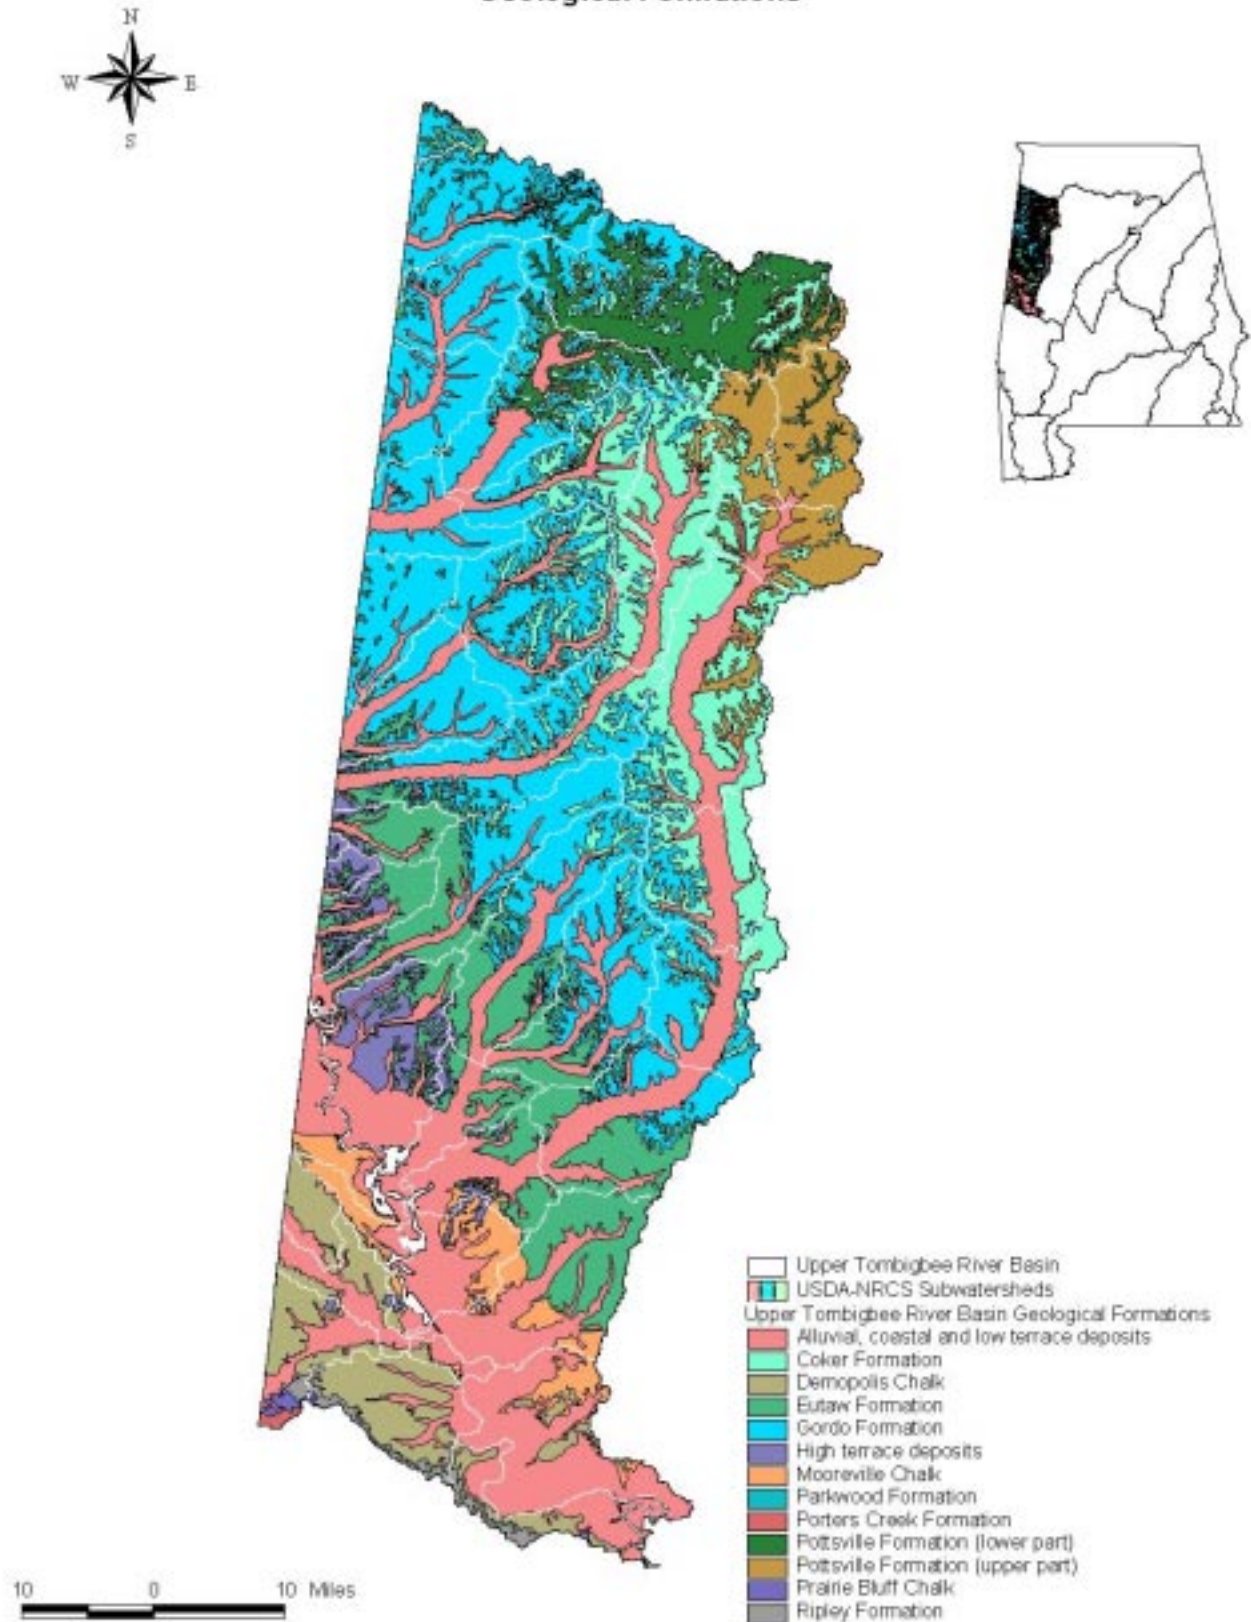 Geological Formations
N
W
E
S
Upper Tombigbee River Basin
USDA-NRCS Subwatersheds
Upper Tombigbee River Basin Geological Formations
Alluvial, coastal and low terrace deposits
Coker Formation
Demopolis Chalk
Eutaw Formation
Gordo Formation
High terrace deposits
Mooreville Chalk
Parkwood Formation
Porters Creek Formation
Pottsville Formation (lower part)
Pottsville Formation (upper part)
Prairie Bluff Chalk
Ripley Formation
10 0 10 Miles